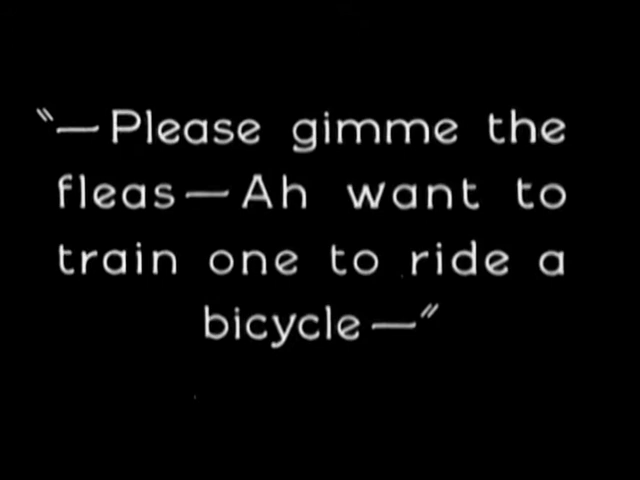 "—Please gimme the
fleas—Ah want to
train one to ride a
bicycle—"